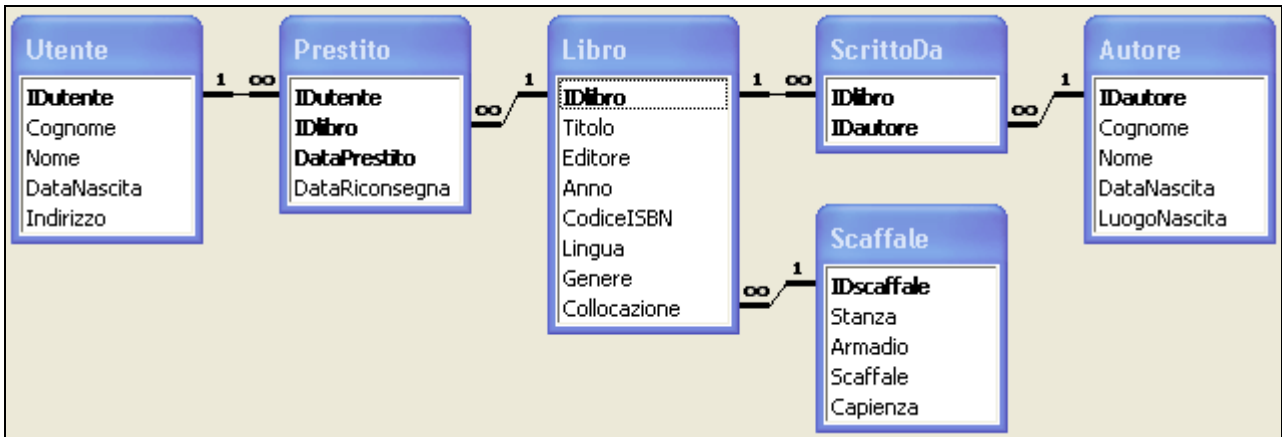 Utente
IDutente
Cognome
Nome
DataNascita
Indirizzo
1 ∞
Prestito
IDutente
IDlibro
DataPrestito
DataRiconsegna
∞ 1
Libro
IDlibro
Titolo
Editore
Anno
CodiceISBN
Lingua
Genere
Collocazione
1 ∞
ScrittoDa
IDlibro
IDautore
∞ 1
Autore
IDautore
Cognome
Nome
DataNascita
LuogoNascita
∞ 1
Scaffale
IDscaffale
Stanza
Armadio
Scaffale
Capienza